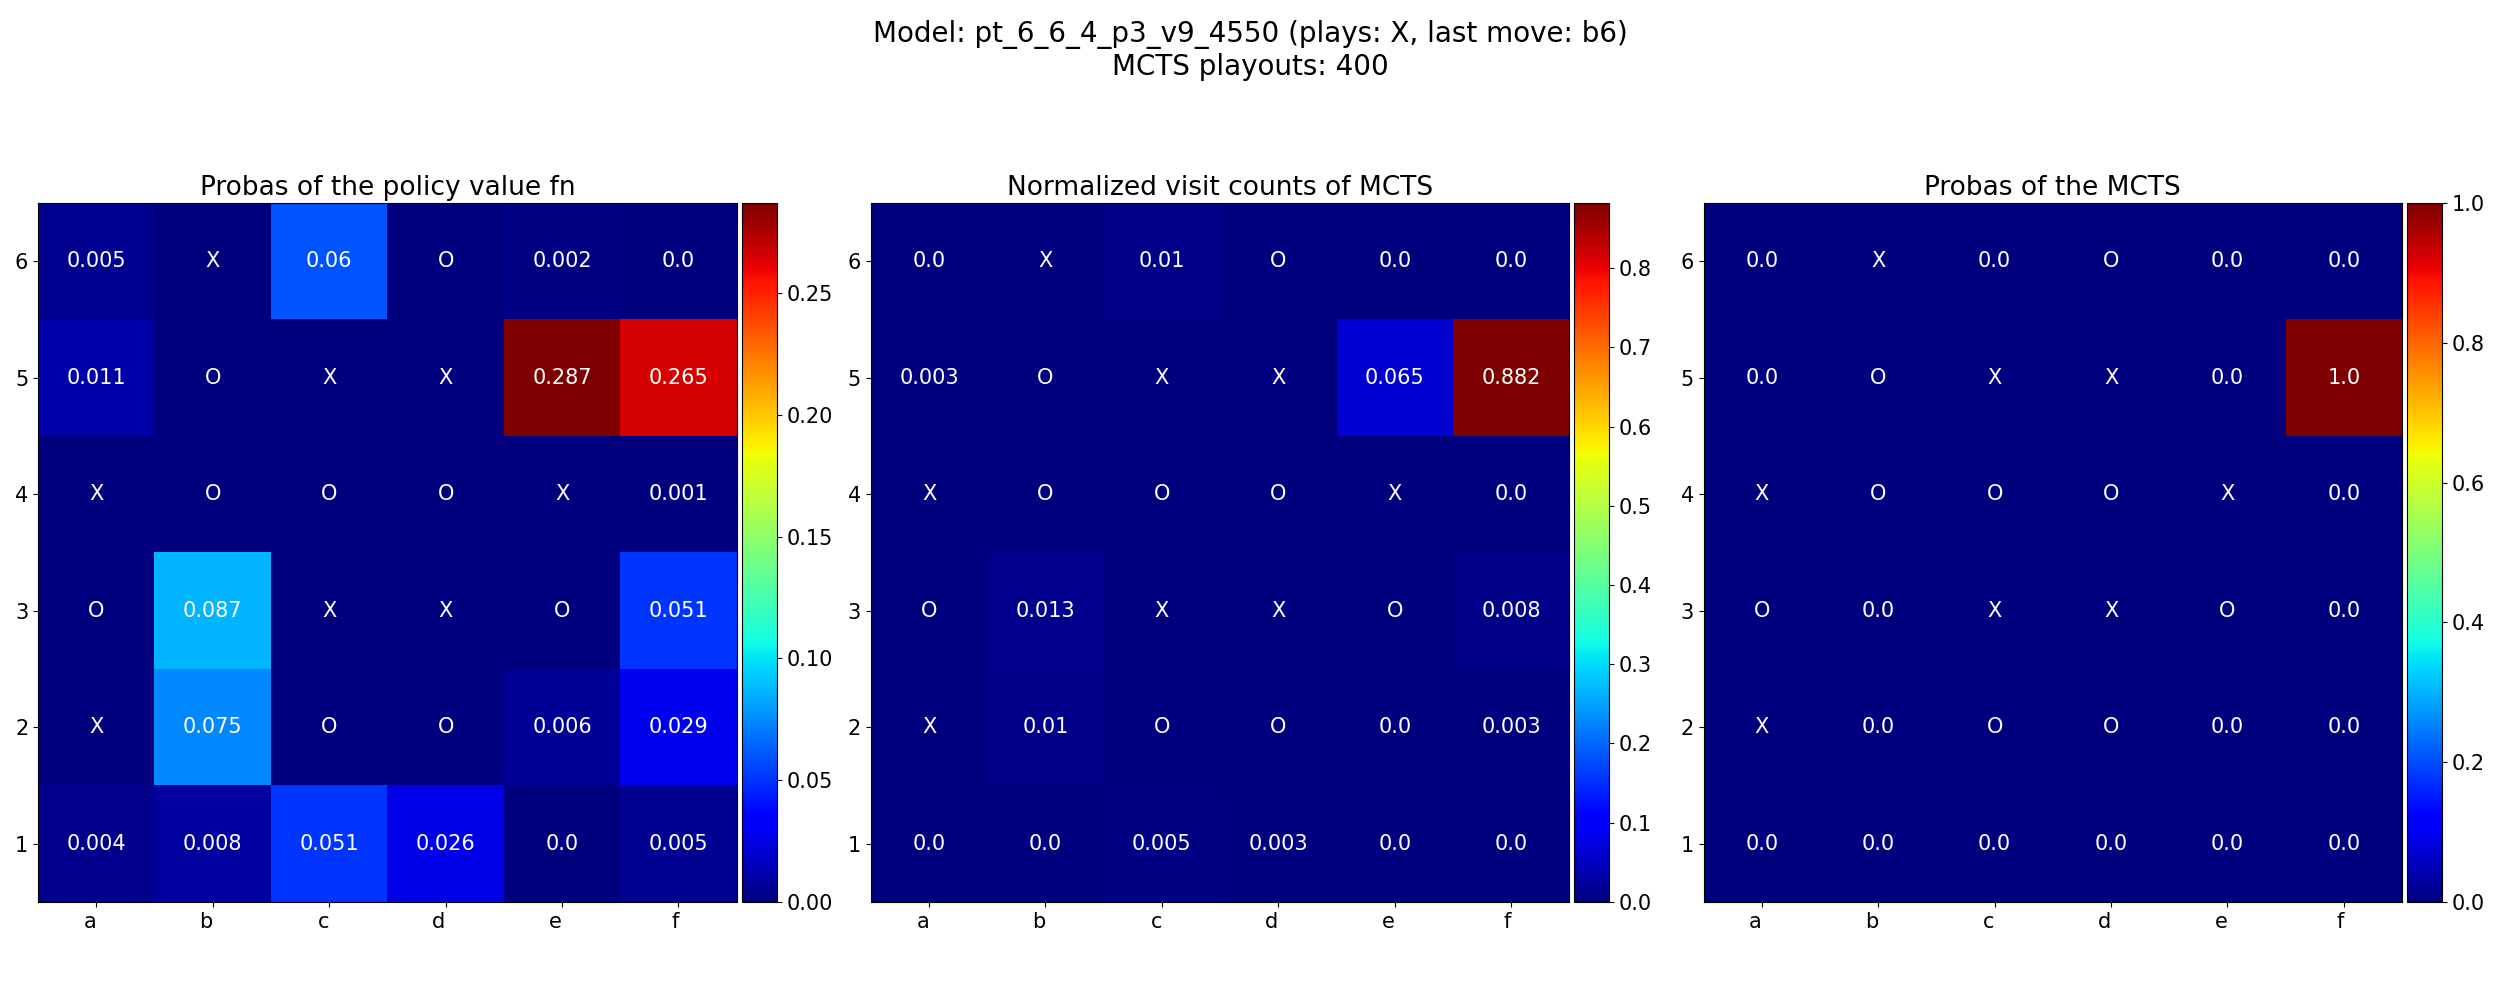 Model: pt_6_6_4_p3_v9_4550 (plays: X, last move: b6)
MCTS playouts: 400
Probas of the policy value fn
6 0.005 X 0.06 O 0.002 0.0
5 0.011 O X X 0.287 0.265
4 X O O O X 0.001
3 O 0.087 X X O 0.051
2 X 0.075 O O 0.006 0.029
1 0.004 0.008 0.051 0.026 0.0 0.005
a b c d e f
0.25
0.20
0.15
0.10
0.05
0.00
Normalized visit counts of MCTS
6 0.0 X 0.01 O 0.0 0.0
5 0.003 O X X 0.065 0.882
4 X O O O X 0.0
3 O 0.013 X X O 0.008
2 X 0.01 O O 0.0 0.003
1 0.0 0.0 0.005 0.003 0.0 0.0
a b c d e f
0.8
0.7
0.6
0.5
0.4
0.3
0.2
0.1
0.0
Probas of the MCTS
6 0.0 X 0.0 O 0.0 0.0
5 0.0 O X X 0.0 1.0
4 X O O O X 0.0
3 O 0.0 X X O 0.0
2 X 0.0 O O 0.0 0.0
1 0.0 0.0 0.0 0.0 0.0 0.0
a b c d e f
1.0
0.8
0.6
0.4
0.2
0.0